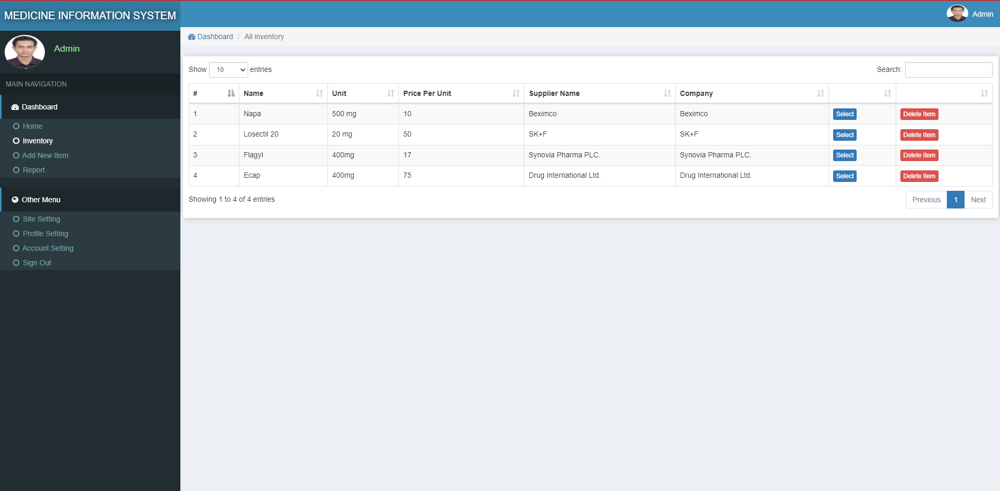 MEDICINE INFORMATION SYSTEM
Admin
Admin
MAIN NAVIGATION
Dashboard
Home
Inventory
Add New Item
Report
Other Menu
Site Setting
Profile Setting
Account Setting
Sign Out
Dashboard / All inventory
Show 10 entries Search:
# Name Unit Price Per Unit Supplier Name Company
1 Napa 500 mg 10 Beximco Beximco Select Delete Item
2 Losectil 20 20 mg 50 SK+F SK+F Select Delete Item
3 Flagyl 400mg 17 Synovia Pharma PLC. Synovia Pharma PLC. Select Delete Item
4 Ecap 400mg 75 Drug International Ltd. Drug International Ltd. Select Delete Item
Showing 1 to 4 of 4 entries Previous 1 Next